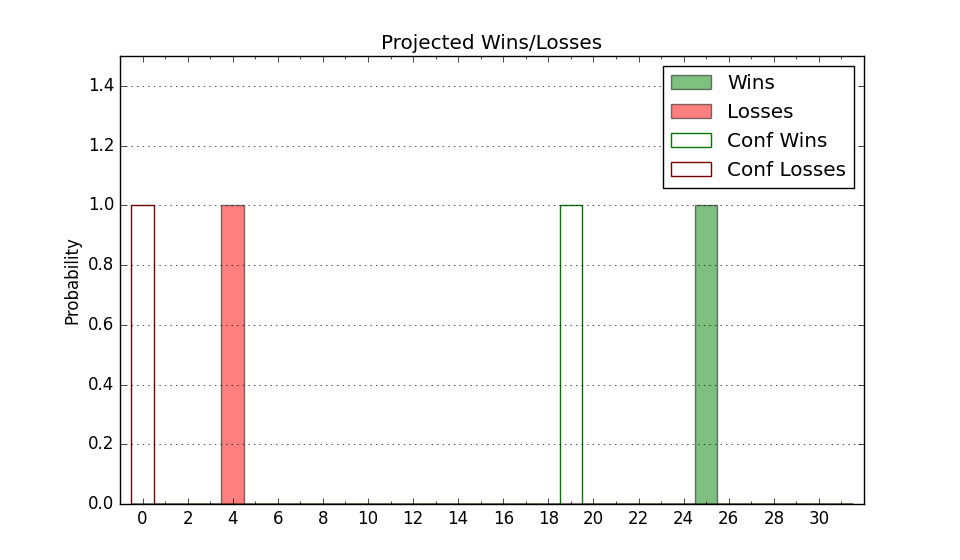 Projected Wins/Losses
Wins
Losses
Conf Wins
Conf Losses
Probability
1.4
1.2
1.0
0.8
0.6
0.4
0.2
0.0
0 2 4 6 8 10 12 14 16 18 20 22 24 26 28 30